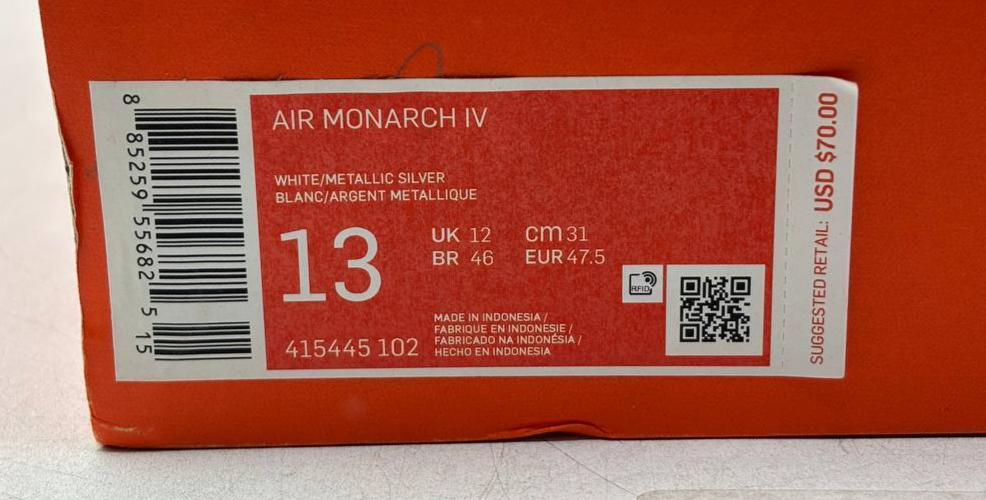 8 85259 55682 5 15
AIR MONARCH IV
WHITE/METALLIC SILVER
BLANC/ARGENT METALLIQUE
13
UK 12 cm 31
BR 46 EUR 47.5
RFID
MADE IN INDONESIA /
FABRIQUE EN INDONESIE /
FABRICADO NA INDONÉSIA /
HECHO EN INDONESIA
415445 102
SUGGESTED RETAIL: USD $70.00